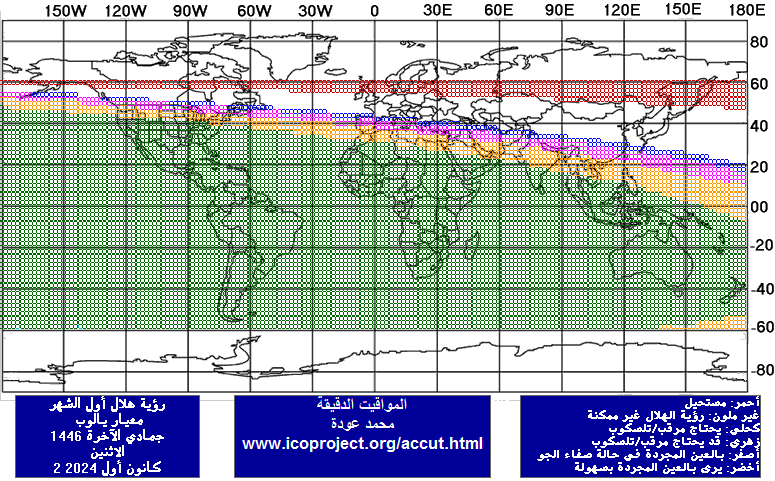 150W 120W 90W 60W 30W 0 30E 60E 90E 120E 150E 180E
80
60
40
20
00
-20
-40
-60
-80
رؤية هلال أول الشهر
معيار يالوب
جمادي الآخرة 1446
الاثنين
2 كانون أول 2024
المواقيت الدقيقة
محمد عودة
www.icoproject.org/accut.html
أحمر: مستحيل
غير ملون: رؤية الهلال غير ممكنة
كحلي: يحتاج مرقب/تلسكوب
زهري: قد يحتاج مرقب/تلسكوب
أصفر: بالعين المجردة في حالة صفاء الجو
أخضر: يرى بالعين المجردة بسهولة